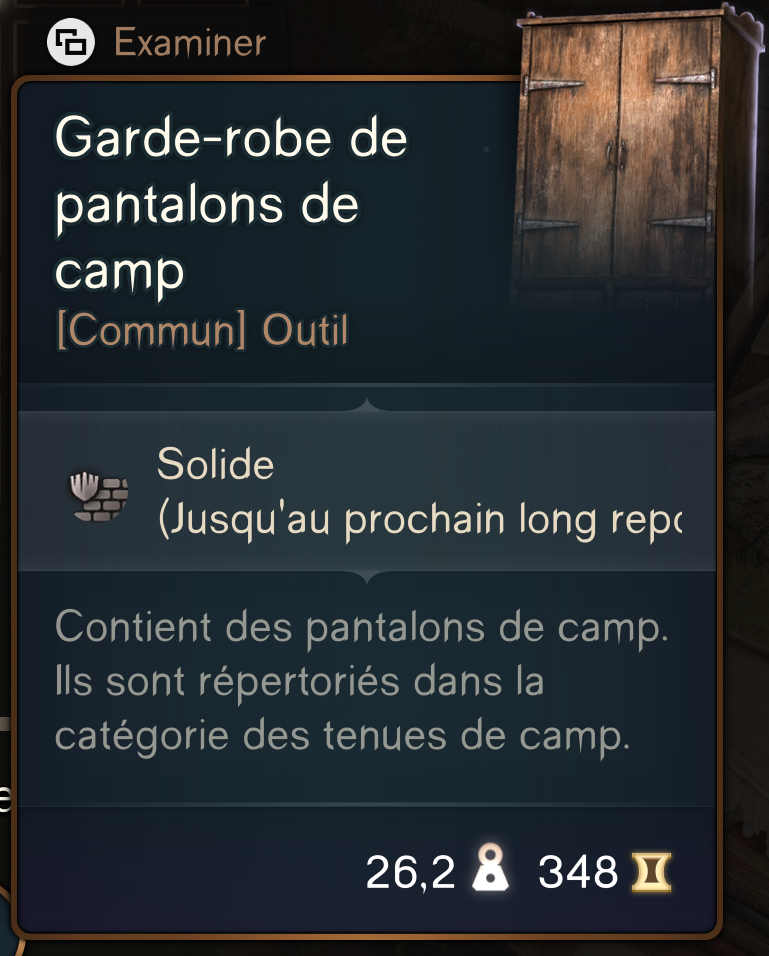 Examiner
Garde-robe de
pantalons de
camp
[Commun] Outil
Solide
(Jusqu'au prochain long repo
Contient des pantalons de camp.
Ils sont répertoriés dans la
catégorie des tenues de camp.
26,2 348